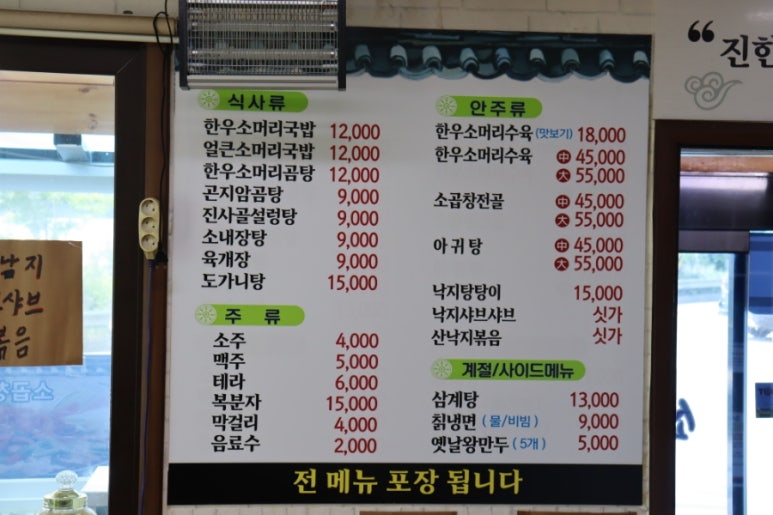 식사류
한우소머리국밥 12,000
얼큰소머리국밥 12,000
한우소머리곰탕 12,000
곤지암곰탕 9,000
진사골설렁탕 9,000
소내장탕 9,000
육개장 9,000
도가니탕 15,000
주 류
소주 4,000
맥주 5,000
테라 6,000
복분자 15,000
막걸리 4,000
음료수 2,000
안주류
한우소머리수육(맛보기) 18,000
한우소머리수육 中 45,000
大 55,000
소곱창전골 中 45,000
大 55,000
아귀탕 中 45,000
大 55,000
낙지탕탕이 15,000
낙지샤브샤브 싯가
산낙지볶음 싯가
계절/사이드메뉴
삼계탕 13,000
칡냉면 (물/비빔) 9,000
옛날왕만두 (5개) 5,000
전 메뉴 포장 됩니다
“진한
남지
샤브
볶음